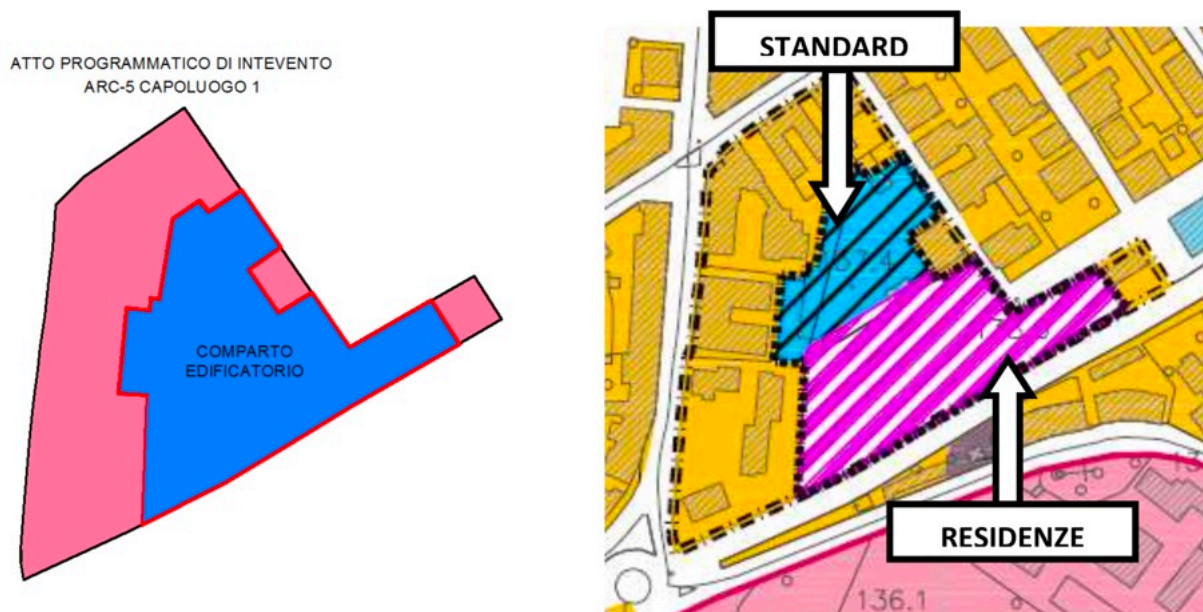 ATTO PROGRAMMATICO DI INTEVENTO
ARC-5 CAPOLUOGO 1
COMPARTO
EDIFICATORIO
STANDARD
RESIDENZE
136.1